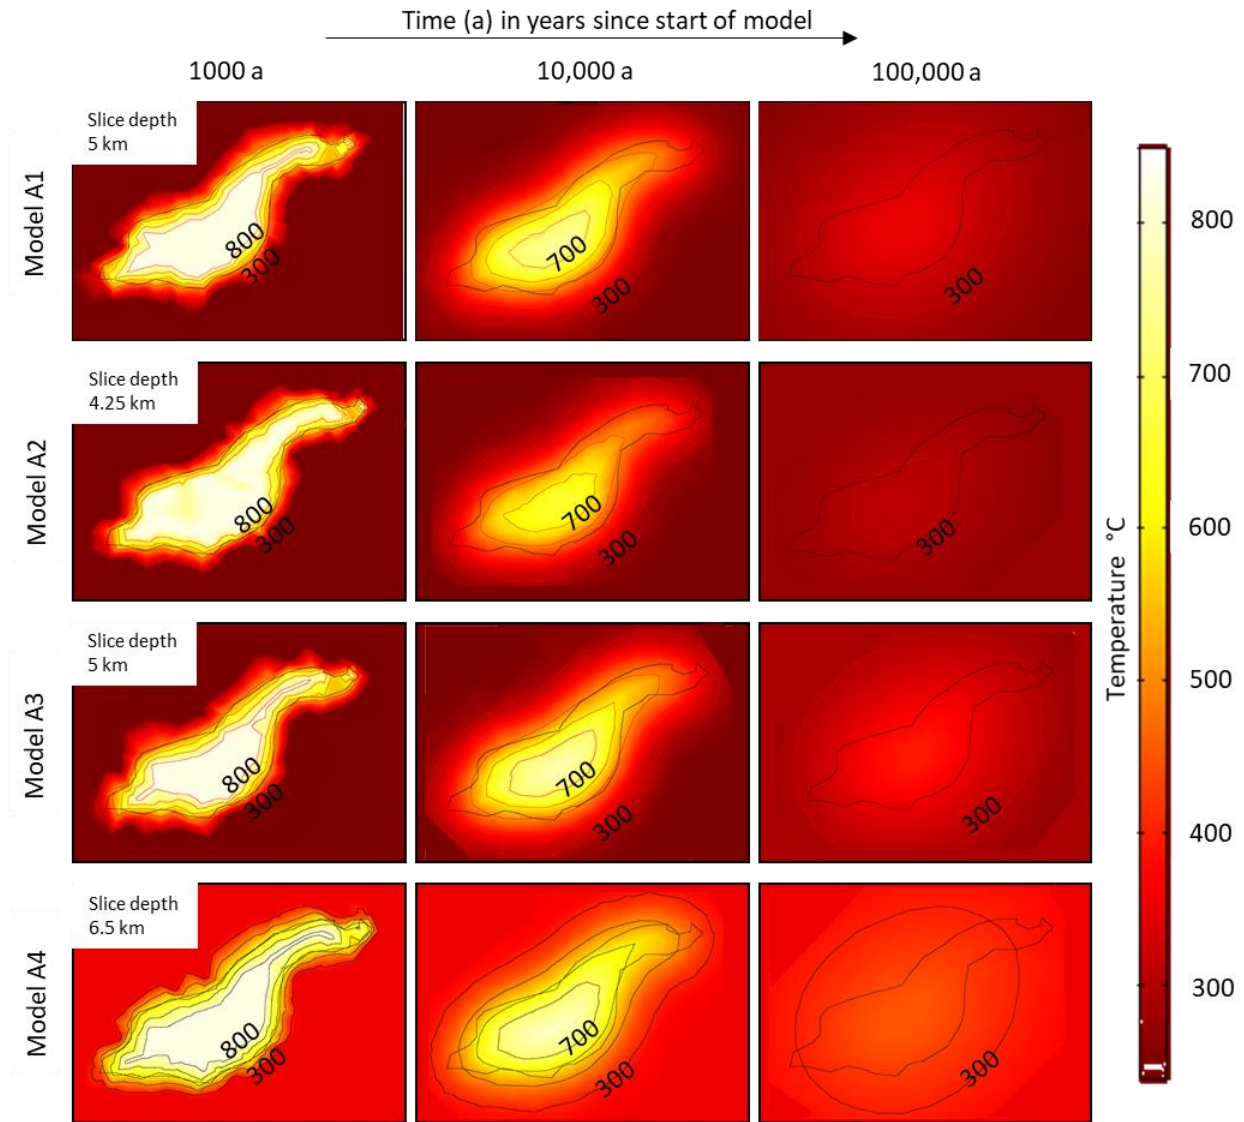 Time (a) in years since start of model
1000 a
10,000 a
100,000 a
Model A1
Slice depth
5 km
800
300
700
300
300
Model A2
Slice depth
4.25 km
800
300
700
300
300
Model A3
Slice depth
5 km
800
300
700
300
300
Model A4
Slice depth
6.5 km
800
300
700
300
300
Temperature °C
800
700
600
500
400
300